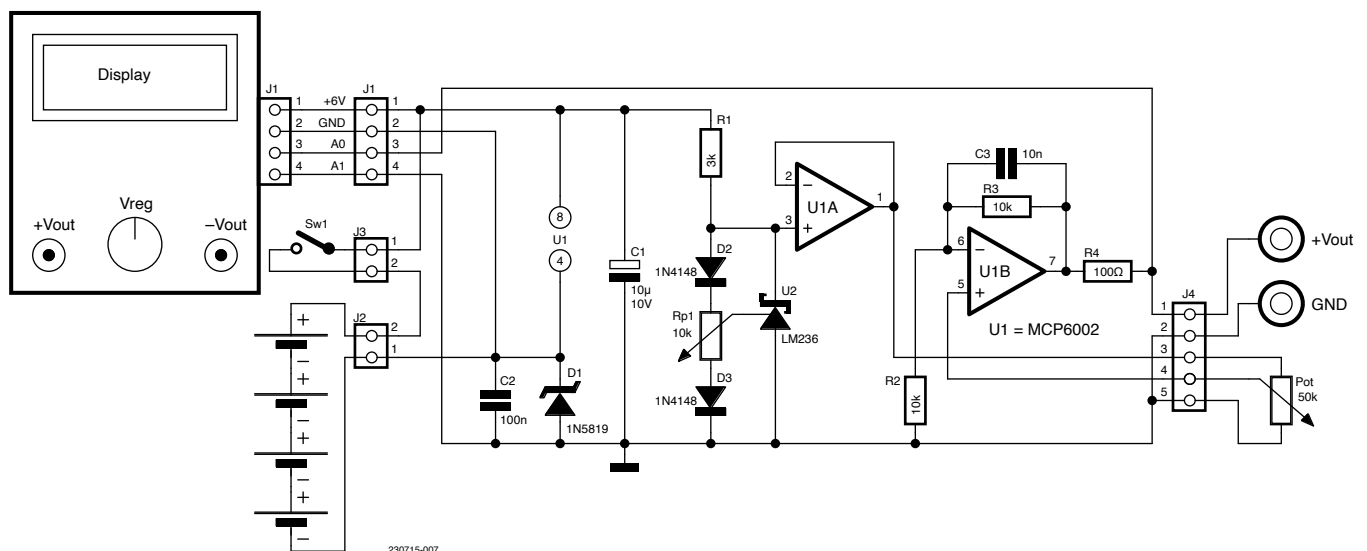 Display
Vreg
+Vout
–Vout
J1
1
2
3
4
+6V
GND
A0
A1
J1
1
2
3
4
Sw1
J3
1
2
J2
2
1
+
–
+
–
+
–
+
–
C2
100n
D1
1N5819
8
U1
4
C1
10µ
10V
R1
3k
D2
1N4148
Rp1
10k
D3
1N4148
U2
LM236
2
3
–
+
U1A
1
C3
10n
R3
10k
6
5
–
+
U1B
7
R4
100Ω
U1 = MCP6002
R2
10k
J4
1
2
3
4
5
+Vout
GND
Pot
50k
230715-007